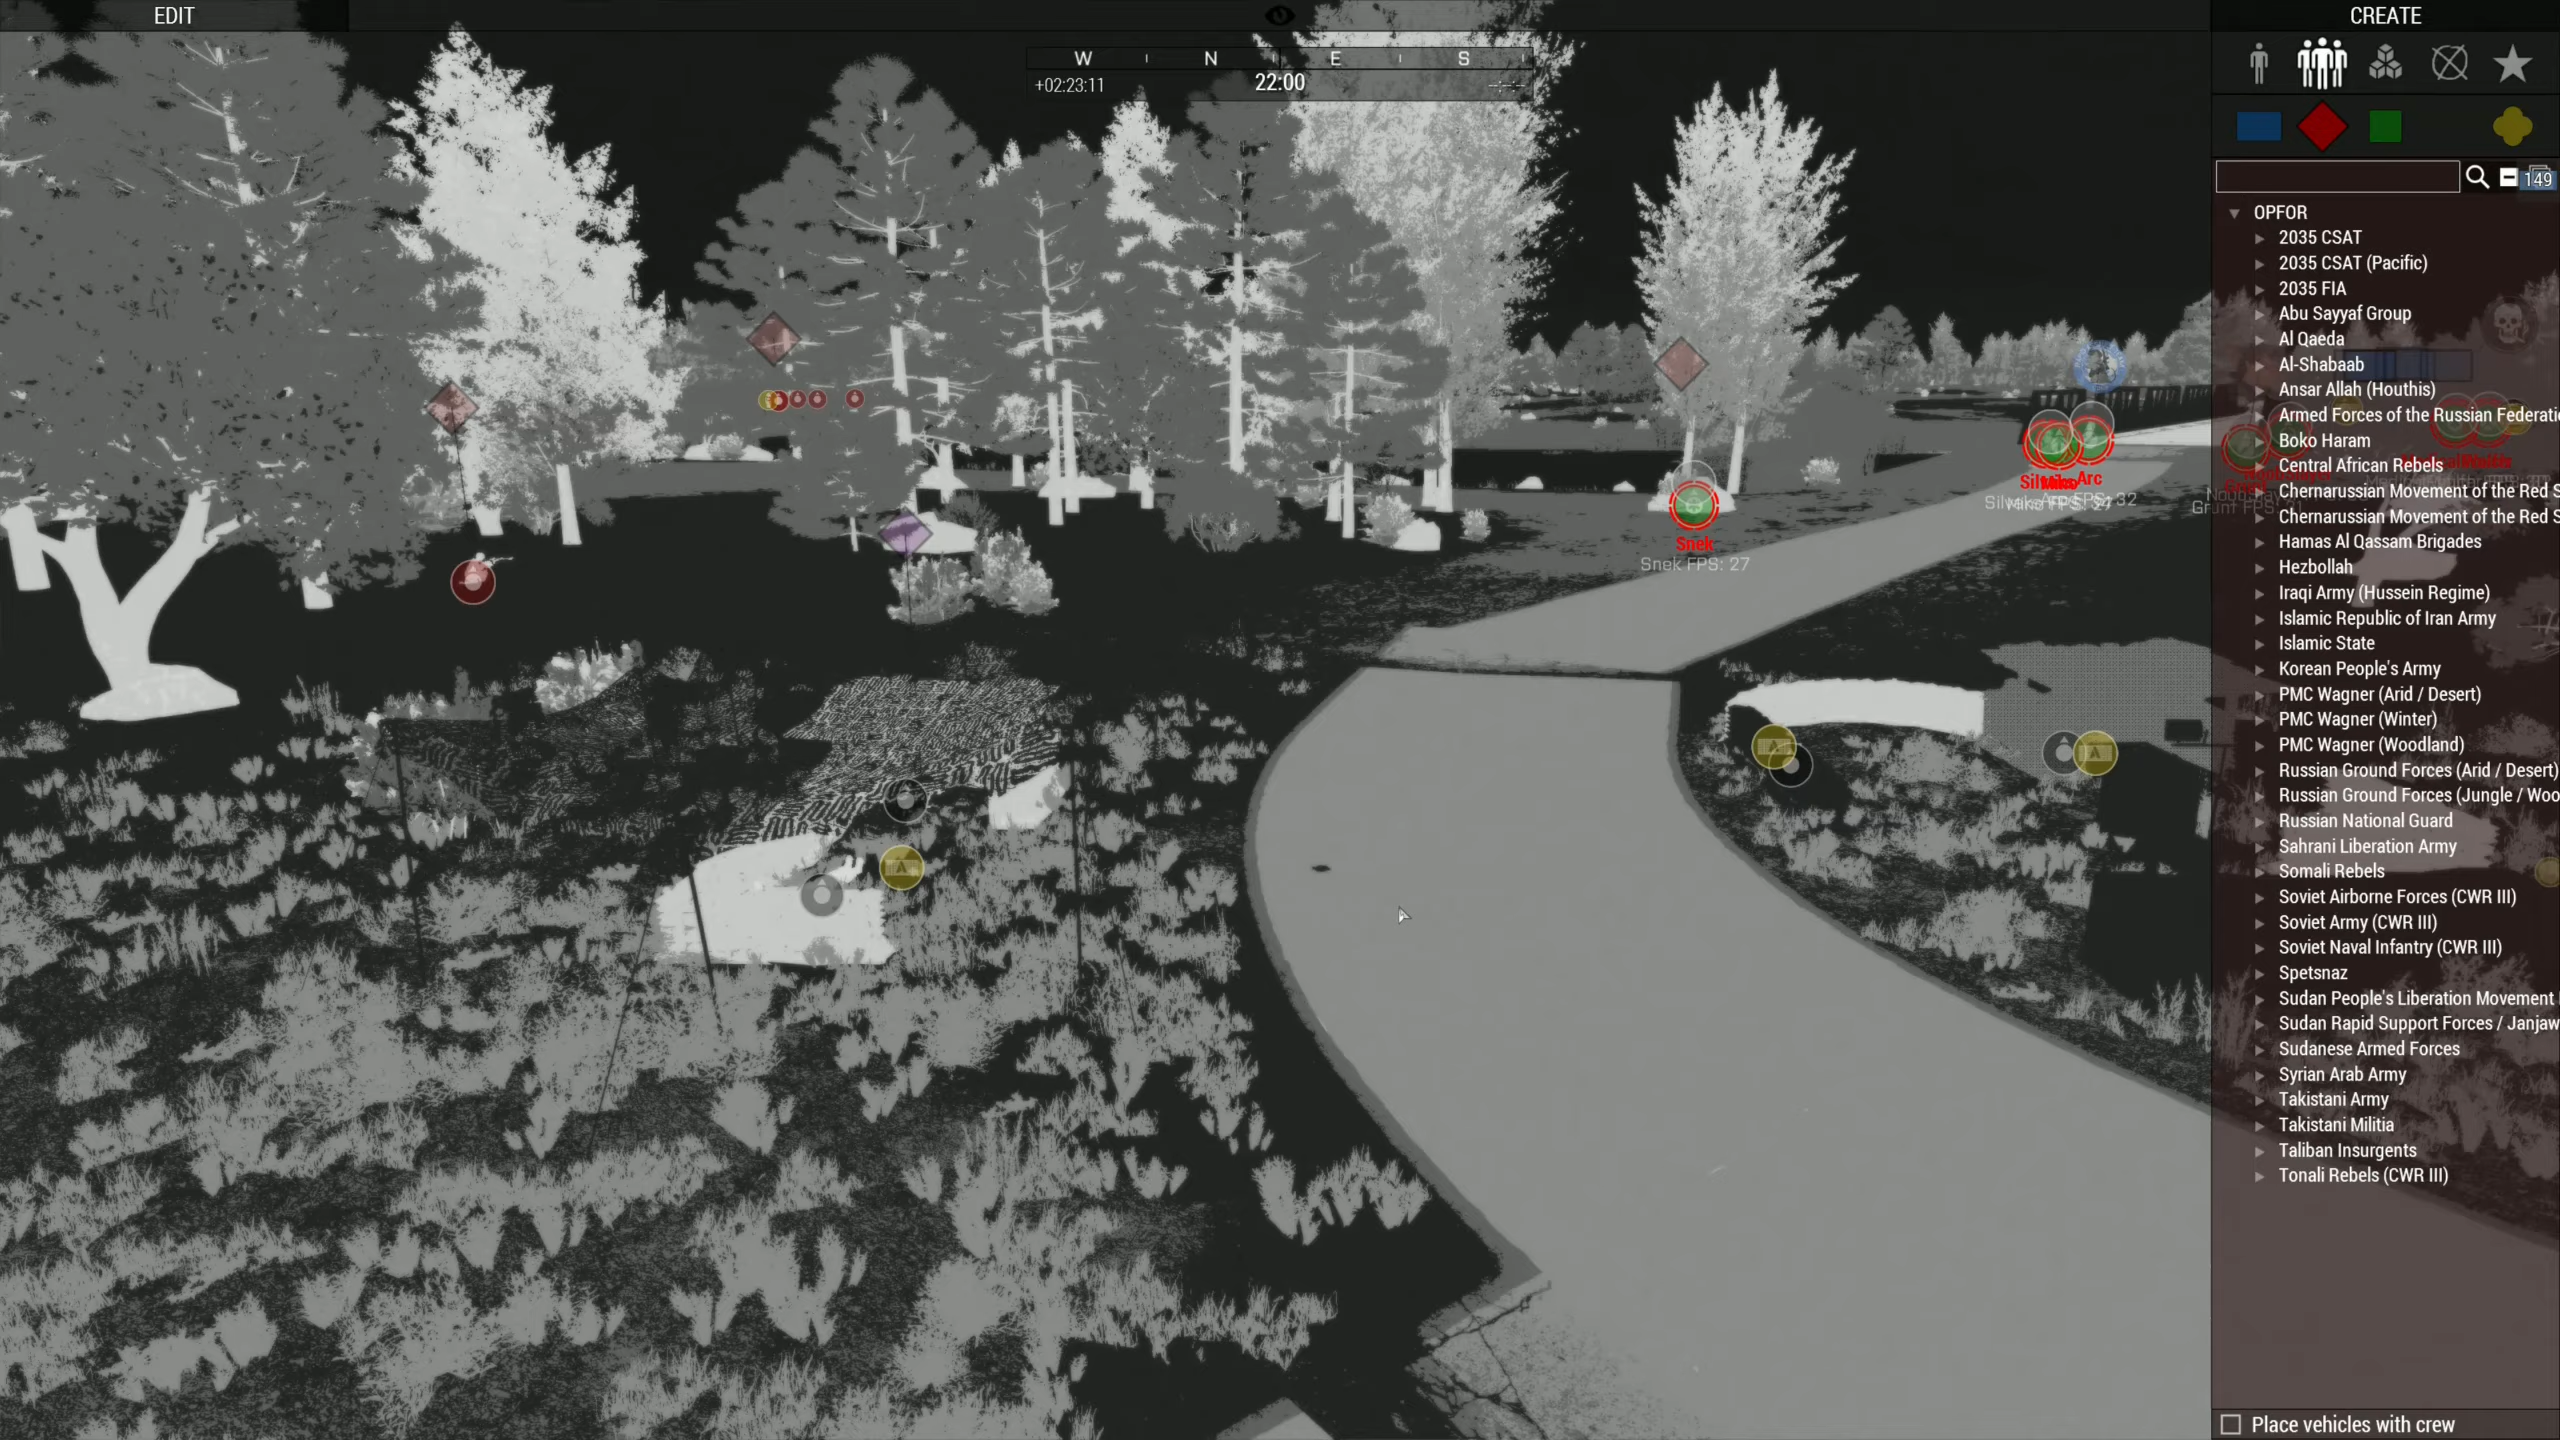 EDIT
CREATE
W N E S
+02:23:11 22:00 --:--
149
OPFOR
2035 CSAT
2035 CSAT (Pacific)
2035 FIA
Abu Sayyaf Group
Al Qaeda
Al-Shabaab
Ansar Allah (Houthis)
Armed Forces of the Russian Federati
Boko Haram
Central African Rebels
Chernarussian Movement of the Red S
Chernarussian Movement of the Red S
Hamas Al Qassam Brigades
Hezbollah
Iraqi Army (Hussein Regime)
Islamic Republic of Iran Army
Islamic State
Korean People's Army
PMC Wagner (Arid / Desert)
PMC Wagner (Winter)
PMC Wagner (Woodland)
Russian Ground Forces (Arid / Desert)
Russian Ground Forces (Jungle / Woo
Russian National Guard
Sahrani Liberation Army
Somali Rebels
Soviet Airborne Forces (CWR III)
Soviet Army (CWR III)
Soviet Naval Infantry (CWR III)
Spetsnaz
Sudan People's Liberation Movement
Sudan Rapid Support Forces / Janjaw
Sudanese Armed Forces
Syrian Arab Army
Takistani Army
Takistani Militia
Taliban Insurgents
Tonali Rebels (CWR III)
Place vehicles with crew
Arc
Snek
Snek FPS: 27